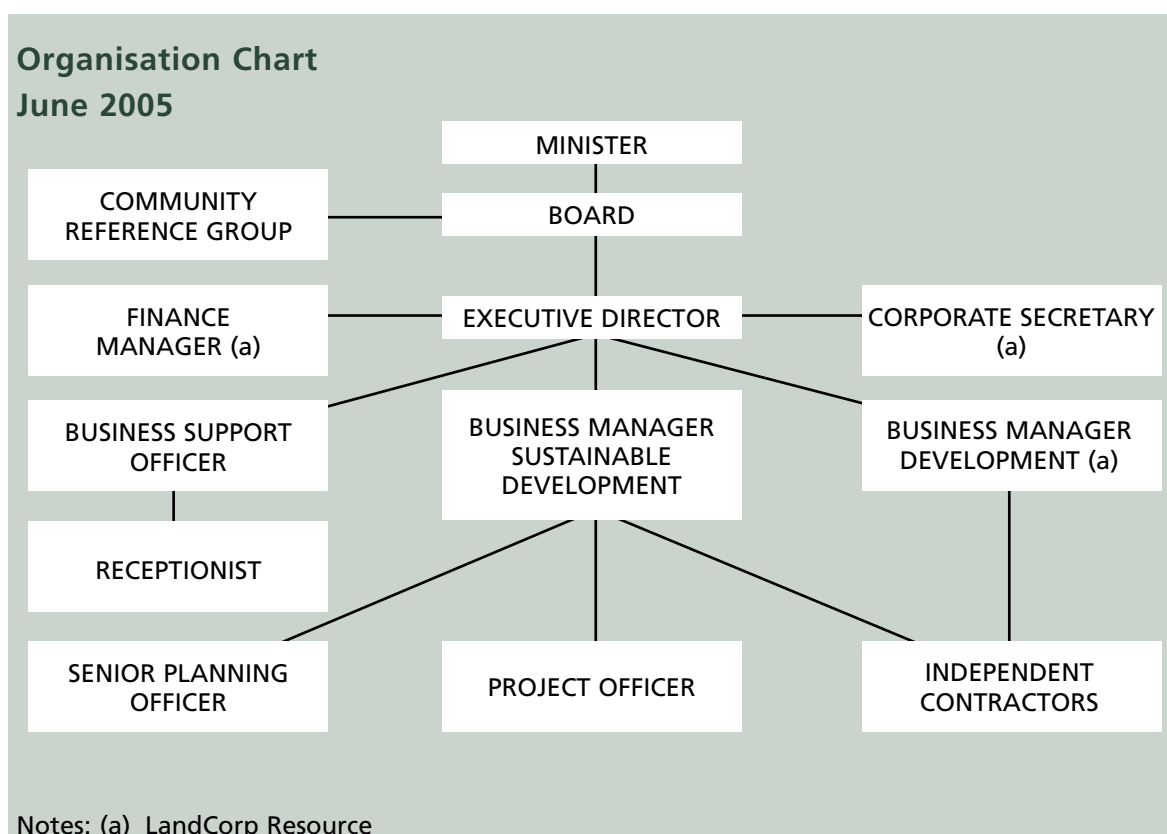 Organisation Chart
June 2005
MINISTER
COMMUNITY
REFERENCE GROUP
BOARD
FINANCE
MANAGER (a)
EXECUTIVE DIRECTOR
CORPORATE SECRETARY
(a)
BUSINESS SUPPORT
OFFICER
BUSINESS MANAGER
SUSTAINABLE
DEVELOPMENT
BUSINESS MANAGER
DEVELOPMENT (a)
RECEPTIONIST
SENIOR PLANNING
OFFICER
PROJECT OFFICER
INDEPENDENT
CONTRACTORS
Notes: (a) LandCorp Resource